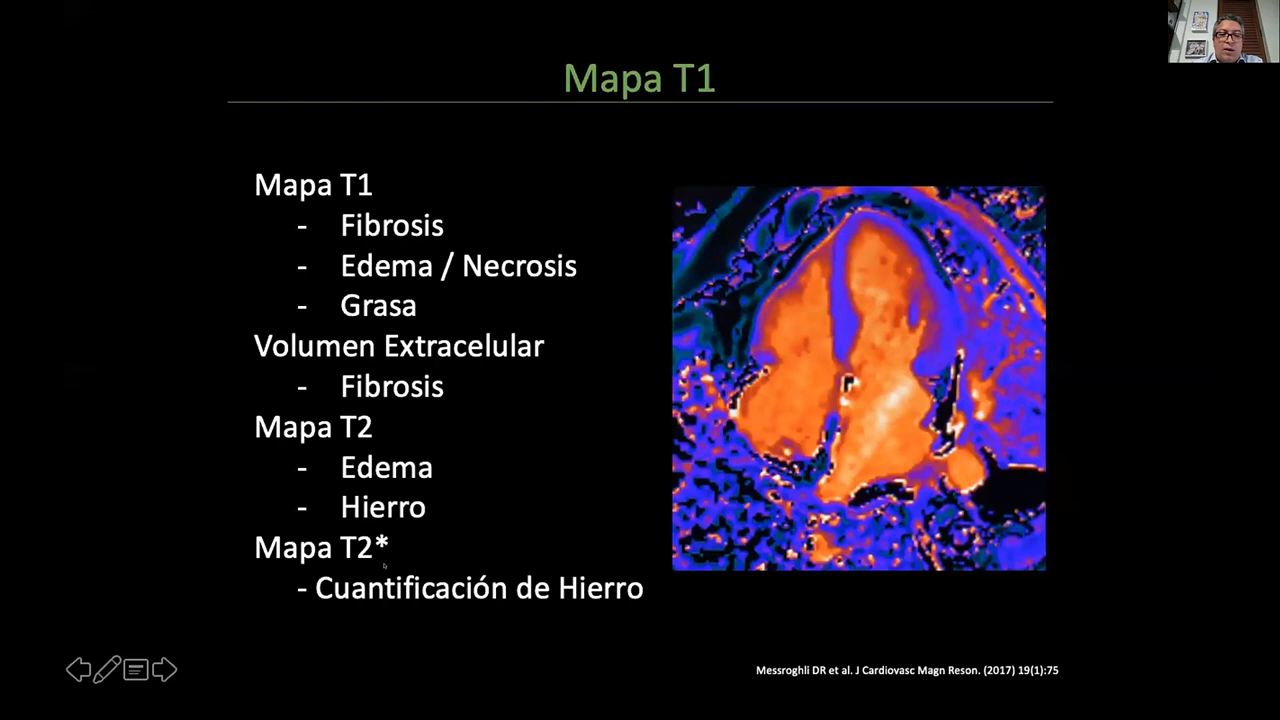 Mapa T1
Mapa T1
- Fibrosis
- Edema / Necrosis
- Grasa
Volumen Extracelular
- Fibrosis
Mapa T2
- Edema
- Hierro
Mapa T2*
- Cuantificación de Hierro
Messroghli DR et al. J Cardiovasc Magn Reson. (2017) 19(1):75